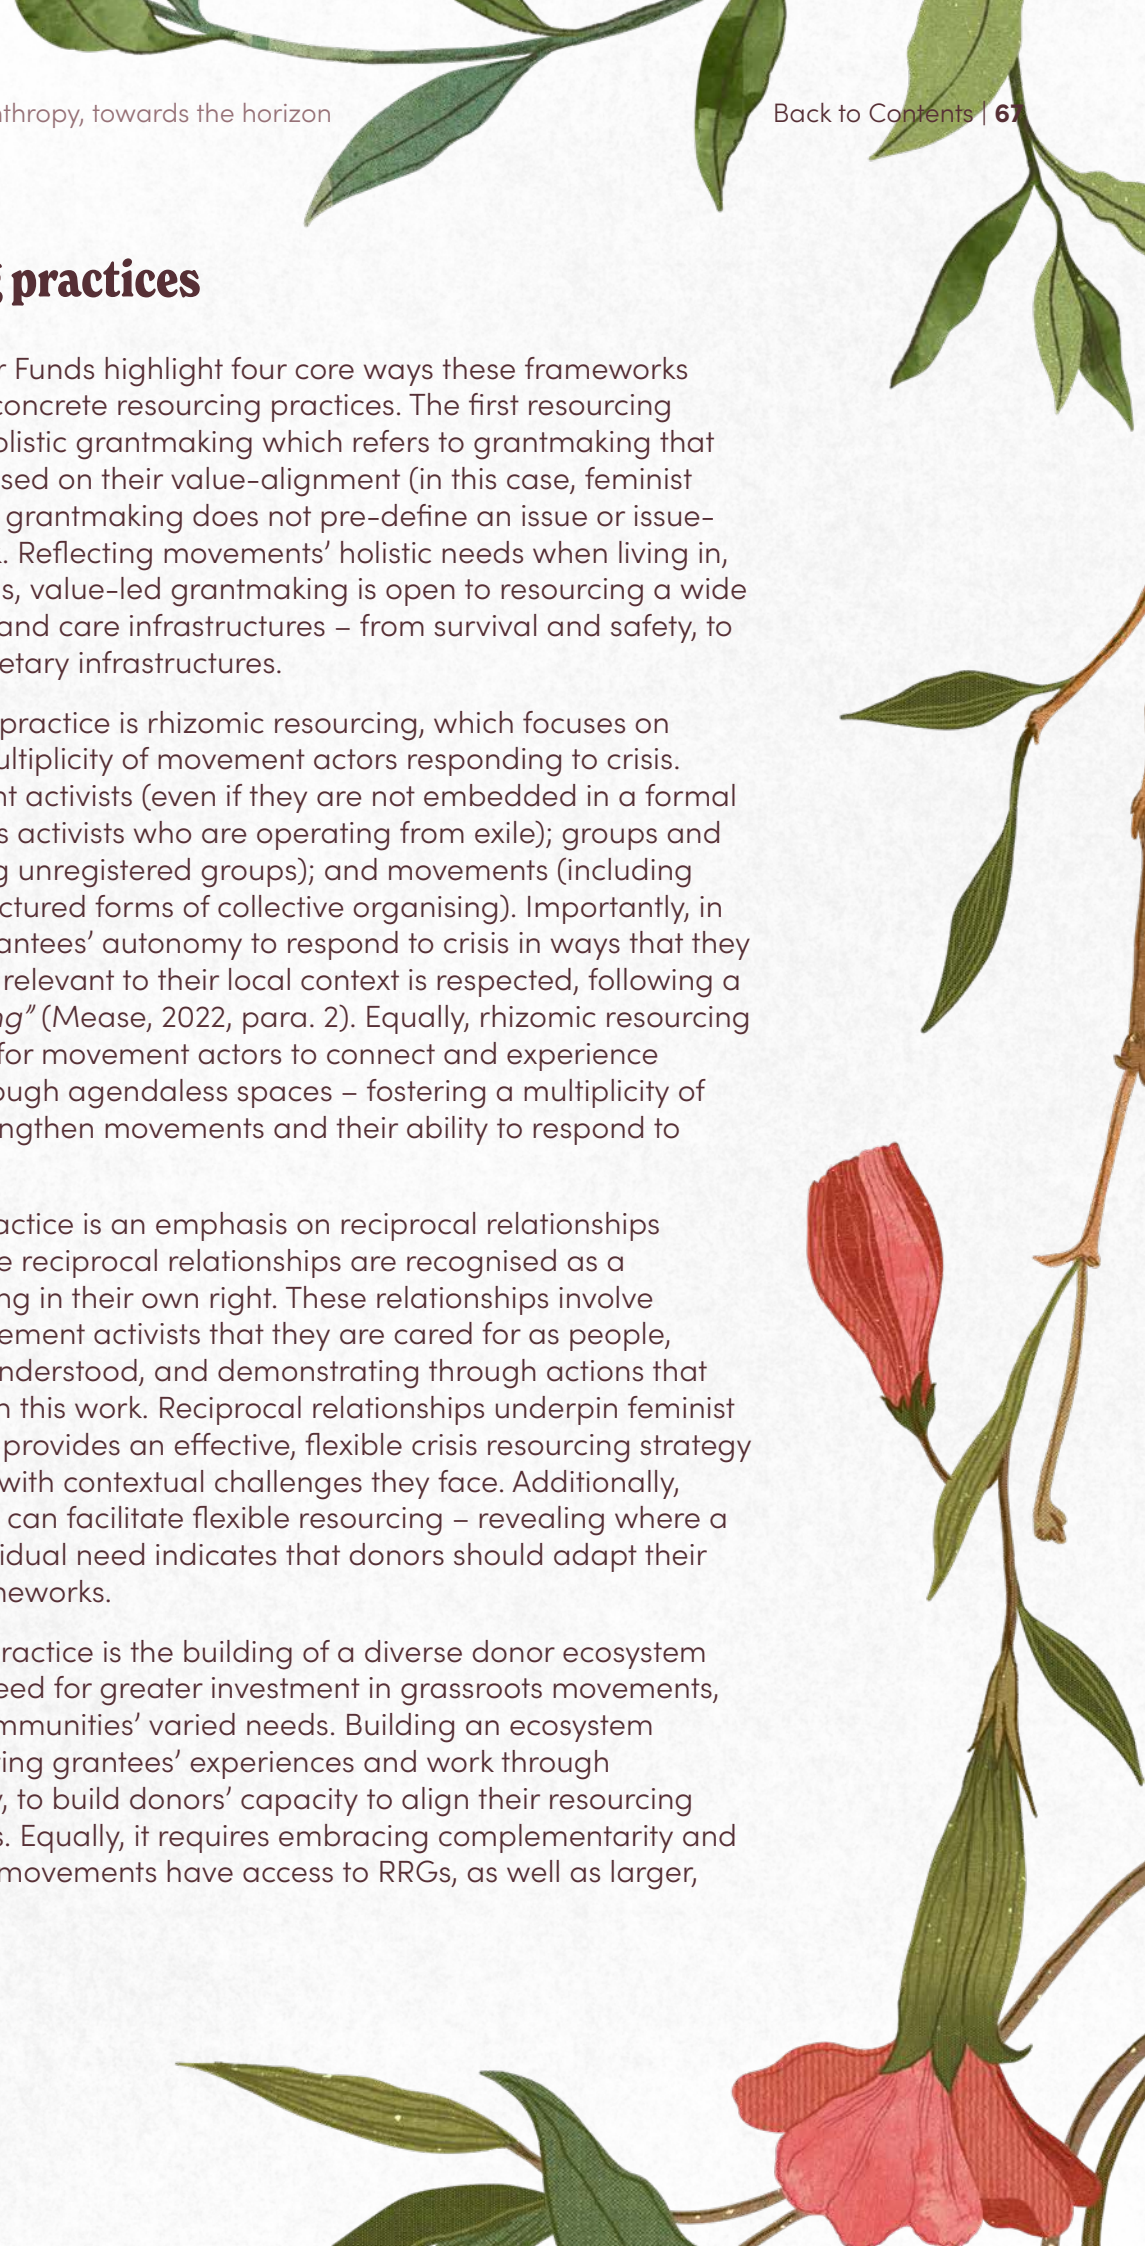 nthropy, towards the horizon
Back to Contents | 67
practices
Funds highlight four core ways these frameworks
concrete resourcing practices. The first resourcing
olistic grantmaking which refers to grantmaking that
sed on their value-alignment (in this case, feminist
grantmaking does not pre-define an issue or issue-
. Reflecting movements’ holistic needs when living in,
s, value-led grantmaking is open to resourcing a wide
and care infrastructures – from survival and safety, to
etary infrastructures.
practice is rhizomic resourcing, which focuses on
ultiplicity of movement actors responding to crisis.
nt activists (even if they are not embedded in a formal
s activists who are operating from exile); groups and
g unregistered groups); and movements (including
ctured forms of collective organising). Importantly, in
antees’ autonomy to respond to crisis in ways that they
relevant to their local context is respected, following a
ng” (Mease, 2022, para. 2). Equally, rhizomic resourcing
for movement actors to connect and experience
ough agendaless spaces – fostering a multiplicity of
ngthen movements and their ability to respond to
actice is an emphasis on reciprocal relationships
e reciprocal relationships are recognised as a
ng in their own right. These relationships involve
ement activists that they are cared for as people,
nderstood, and demonstrating through actions that
n this work. Reciprocal relationships underpin feminist
provides an effective, flexible crisis resourcing strategy
with contextual challenges they face. Additionally,
can facilitate flexible resourcing – revealing where a
idual need indicates that donors should adapt their
neworks.
ractice is the building of a diverse donor ecosystem
eed for greater investment in grassroots movements,
mmunities’ varied needs. Building an ecosystem
ring grantees’ experiences and work through
, to build donors’ capacity to align their resourcing
s. Equally, it requires embracing complementarity and
movements have access to RRGs, as well as larger,